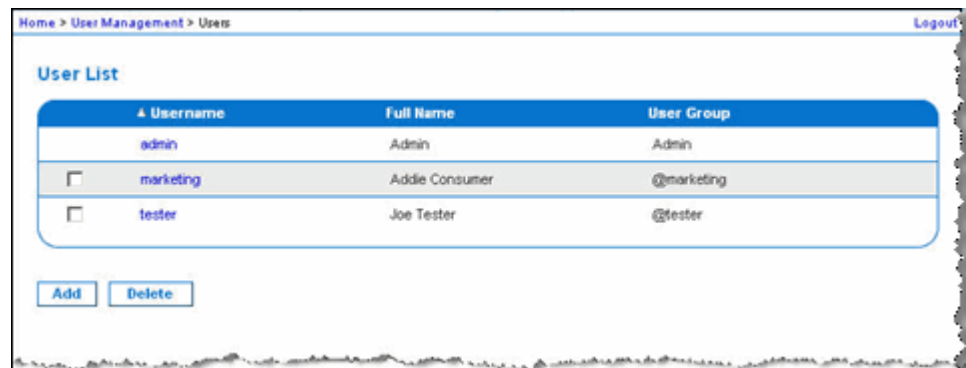 Home > User Management > Users Logout
User List
▲ Username Full Name User Group
admin Admin Admin
marketing Addie Consumer @marketing
tester Joe Tester @tester
Add Delete